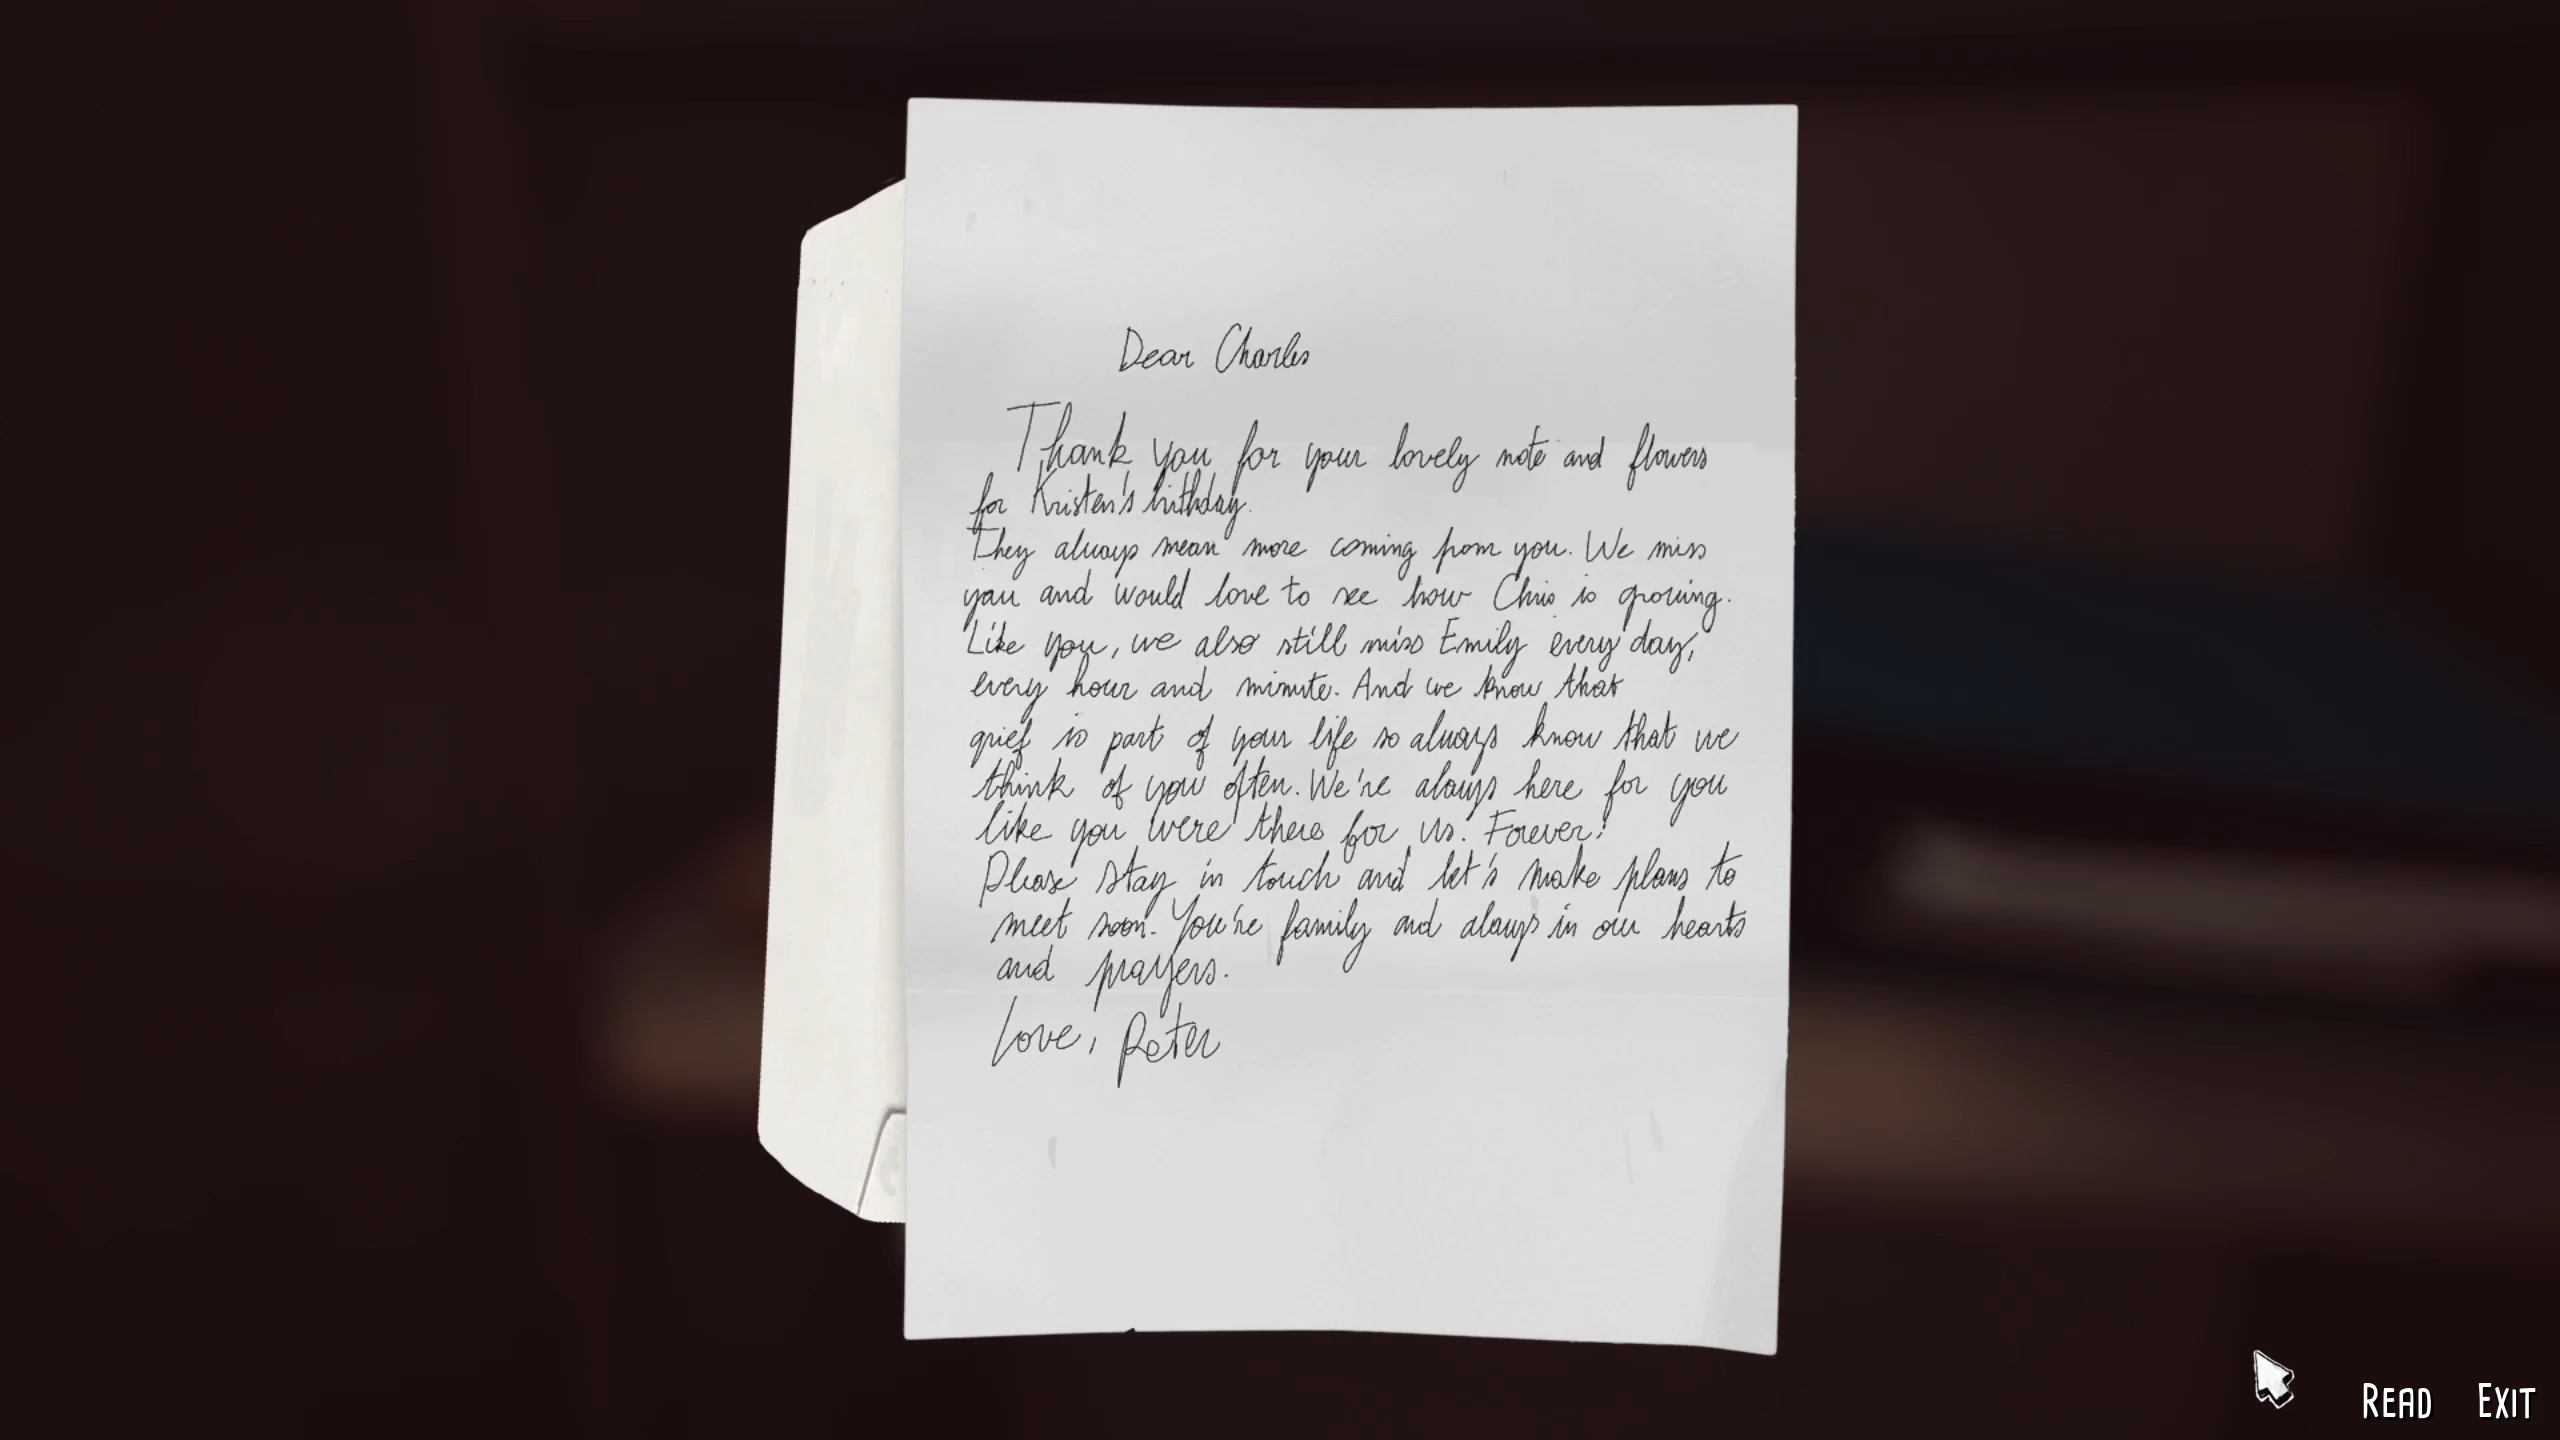 Dear Charles
Thank you for your lovely note and flowers
for Kristen's birthday.
They always mean more coming from you. We miss
you and would love to see how Chris is growing.
Like you, we also still miss Emily every day,
every hour and minute. And we know that
grief is part of your life so always know that we
think of you often. We're always here for you
like you were there for us. Forever.
Please stay in touch and let's make plans to
meet soon. You're family and always in our hearts
and prayers.
Love, Peter
READ EXIT